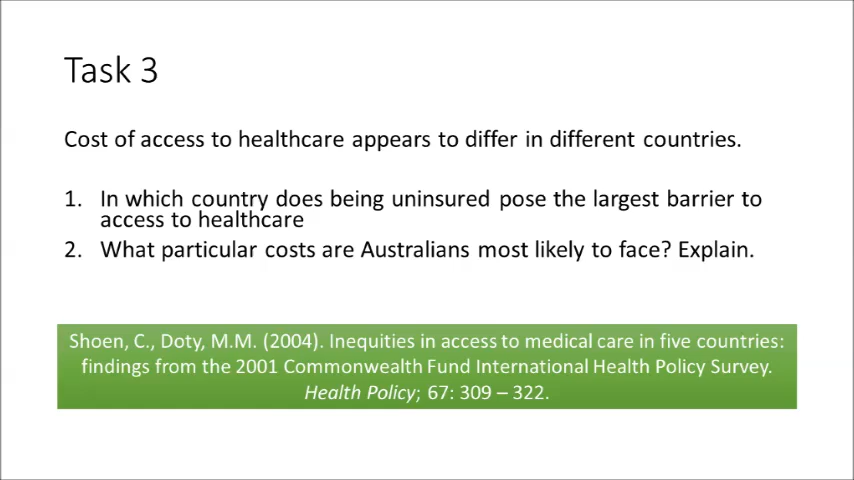 Task 3
Cost of access to healthcare appears to differ in different countries.
1. In which country does being uninsured pose the largest barrier to
access to healthcare
2. What particular costs are Australians most likely to face? Explain.
Shoen, C., Doty, M.M. (2004). Inequities in access to medical care in five countries:
findings from the 2001 Commonwealth Fund International Health Policy Survey.
Health Policy; 67: 309 – 322.